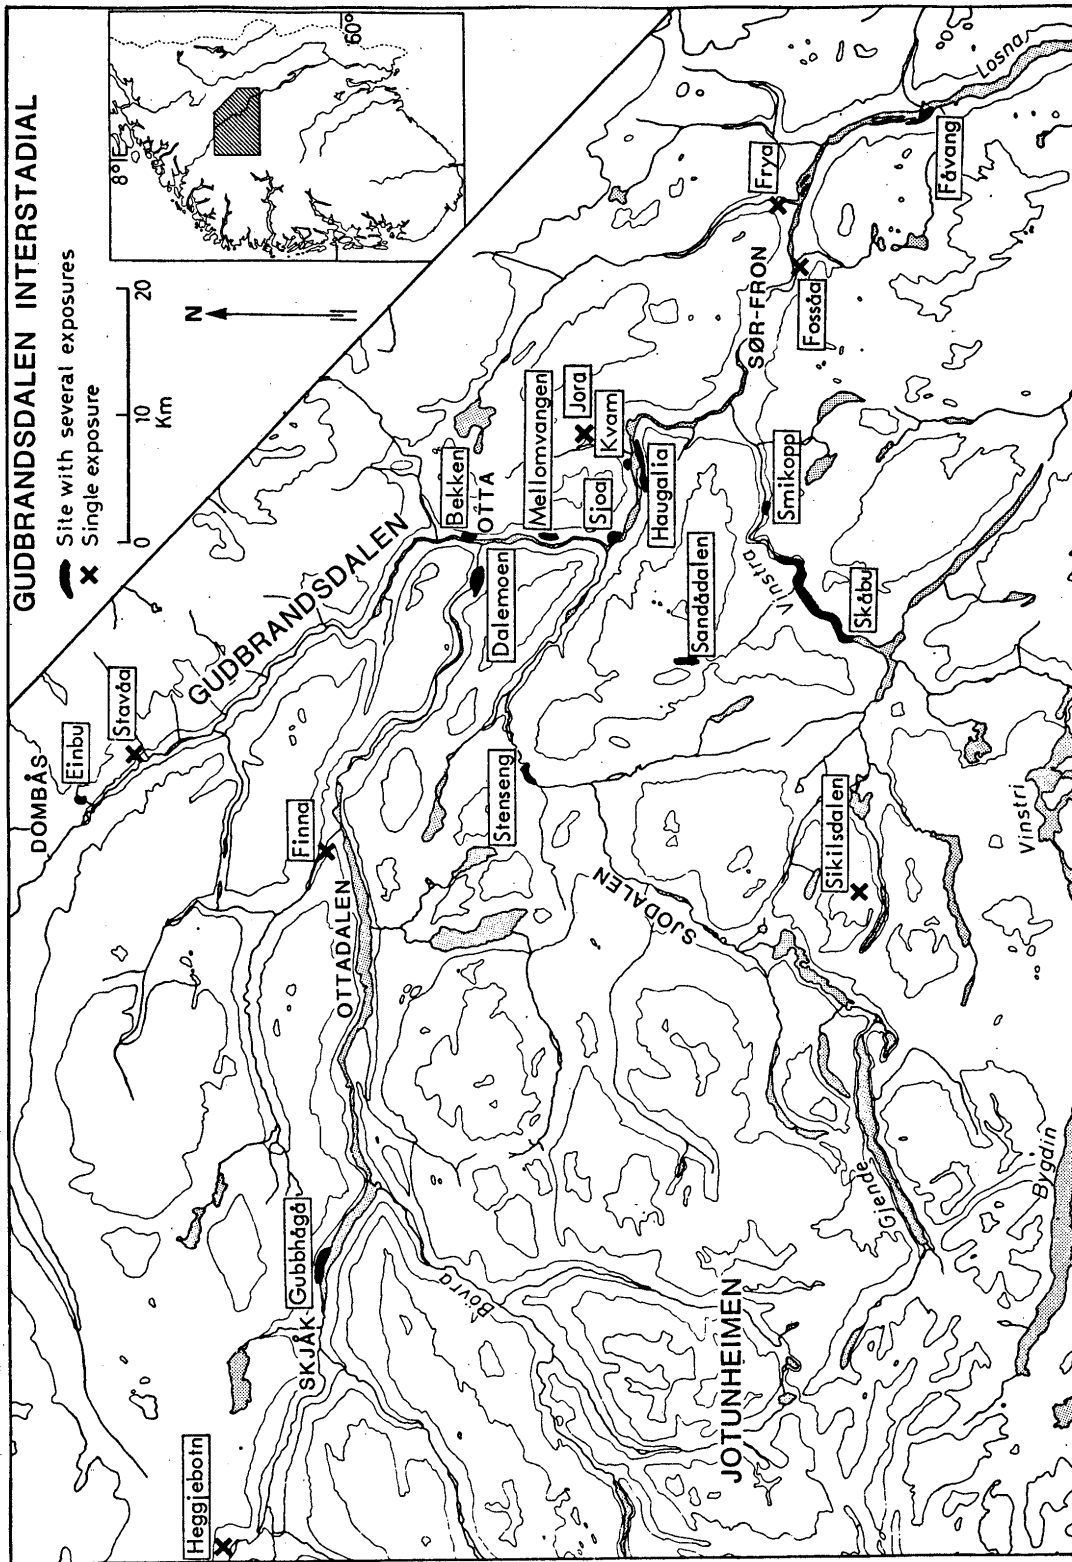 GUDBRANDSDALEN INTERSTADIAL
Site with several exposures
Single exposure
0 10 20
Km
N
8°E
60°
DOMBÅS
Einbu
Stavåa
GUDBRANDSDALEN
Finna
OTTADALEN
Heggjebotn
SKJÅK
Gubbhågå
Bövra
JOTUNHEIMEN
Gjende
Bygdin
SJODALEN
Stenseng
Sikilsdalen
Vinstri
Dalemoen
Bekken
OTTA
Mellomvangen
Sjoa
Jora
Kvam
Haugalia
Sandådalen
Vinstra
Smikopp
Skåbu
SØR-FRON
Frya
Fossåa
Fåvang
Losna